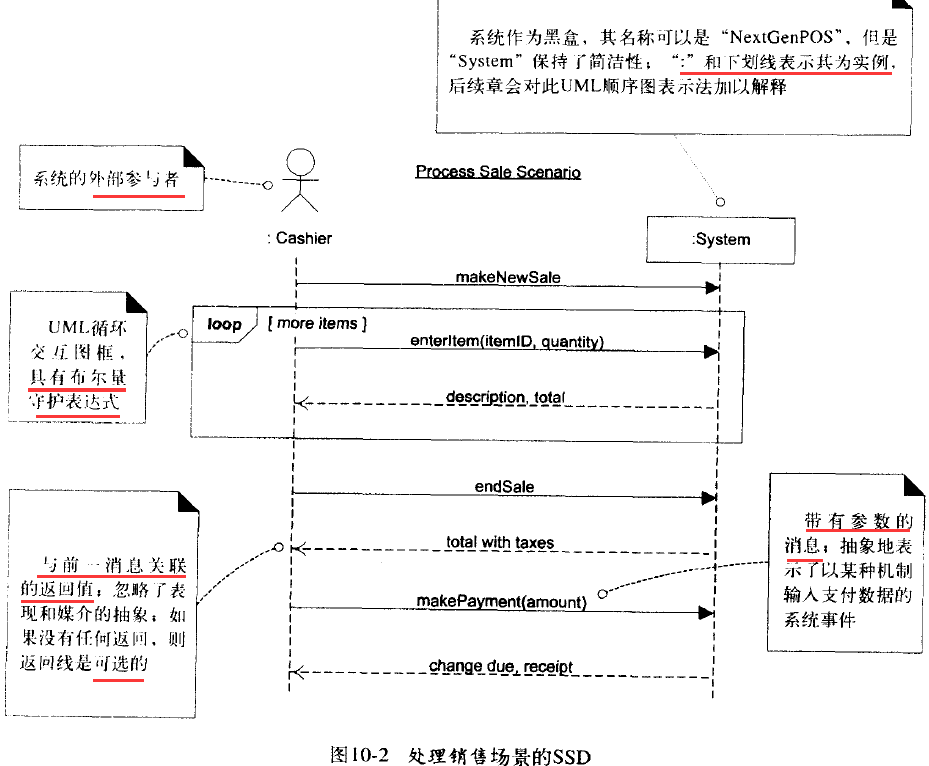 系统作为黑盒，其名称可以是“NextGenPOS”，但是
“System”保持了简洁性；“:”和下划线表示其为实例，
后续章会对此UML顺序图表示法加以解释
系统的外部参与者
Process Sale Scenario
: Cashier
:System
makeNewSale
UML循环
交互图框，
具有布尔量
守护表达式
loop
[ more items ]
enterItem(itemID, quantity)
description, total
endSale
total with taxes
makePayment(amount)
change due, receipt
与前一消息关联
的返回值；忽略了表
现和媒介的抽象；如
果没有任何返回，则
返回线是可选的
带有参数的
消息；抽象地表
示了以某种机制
输入支付数据的
系统事件
图10-2 处理销售场景的SSD